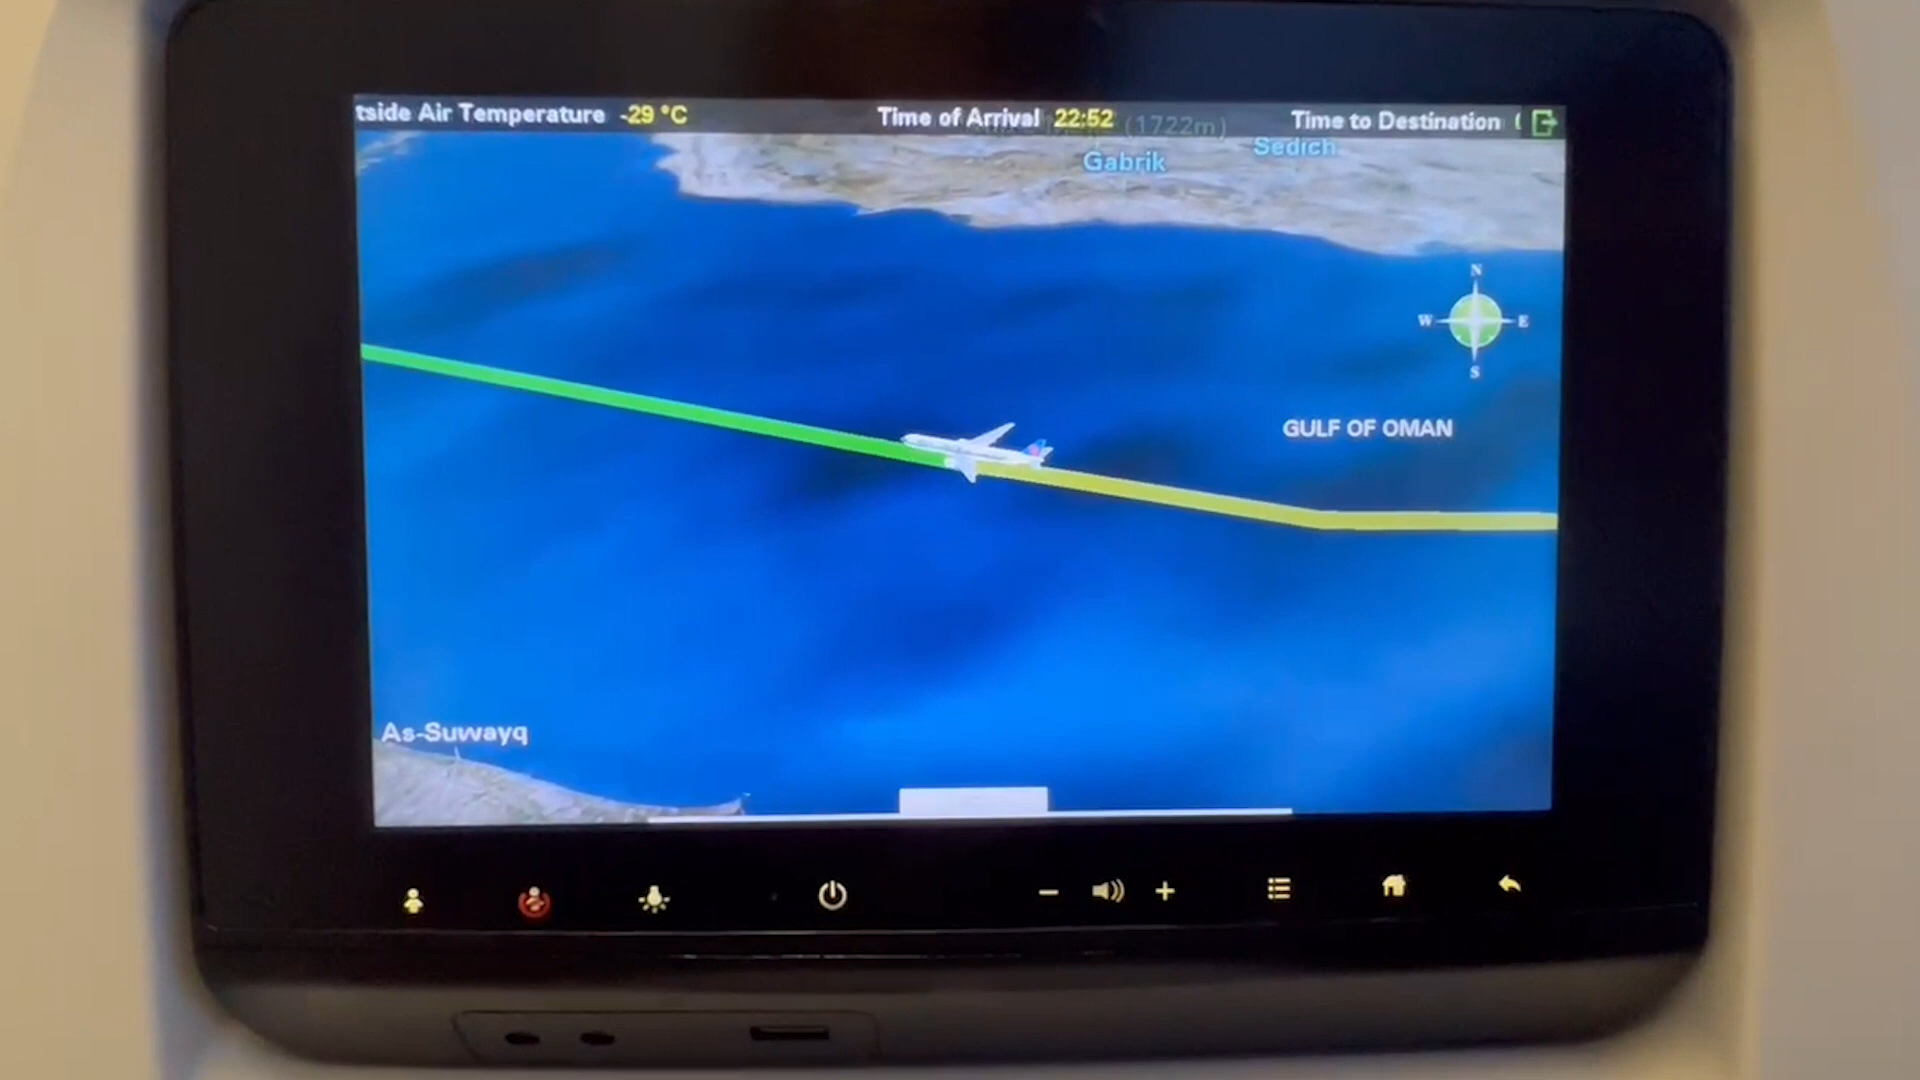 tside Air Temperature -29 °C Time of Arrival 22:52 Time to Destination
(1722m)
Gabrik Sedich
N
W E
S
GULF OF OMAN
As-Suwayq